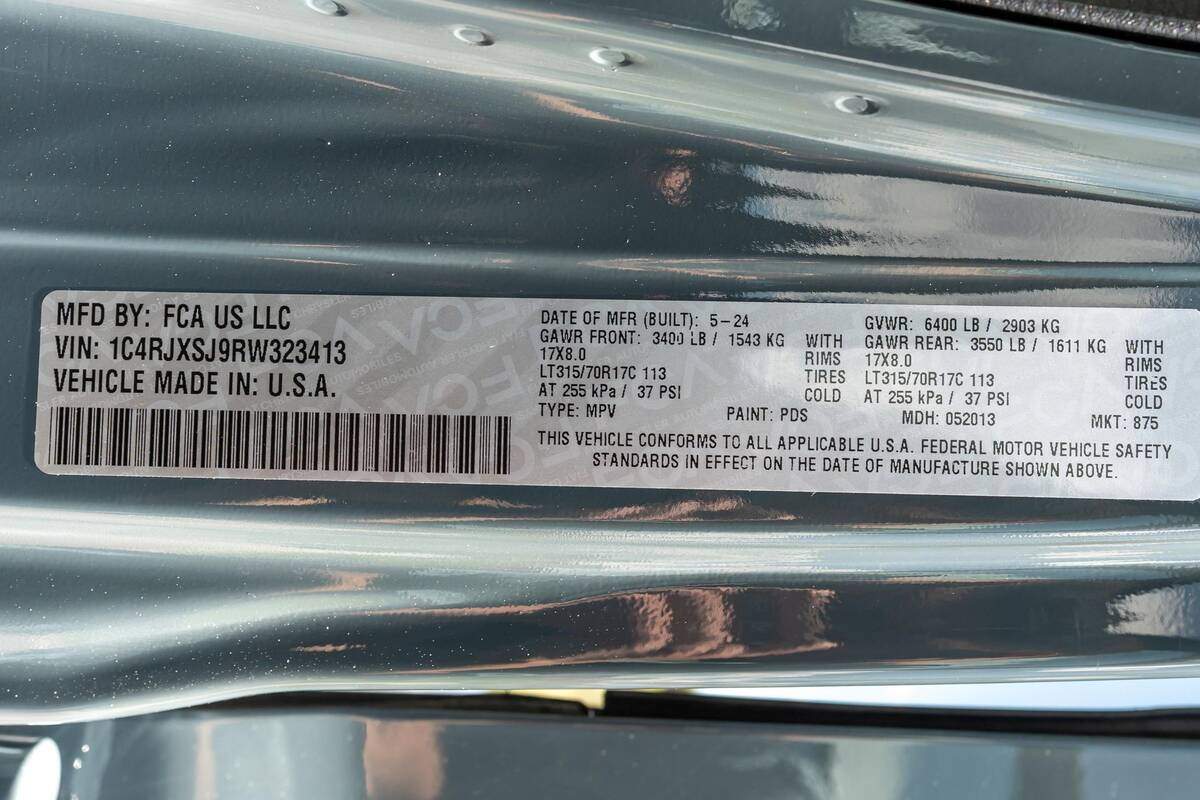 MFD BY: FCA US LLC
VIN: 1C4RJXSJ9RW323413
VEHICLE MADE IN: U.S.A.
DATE OF MFR (BUILT): 5-24 GVWR: 6400 LB / 2903 KG
GAWR FRONT: 3400 LB / 1543 KG WITH GAWR REAR: 3550 LB / 1611 KG WITH
17X8.0 RIMS 17X8.0 RIMS
LT315/70R17C 113 TIRES LT315/70R17C 113 TIRES
AT 255 kPa / 37 PSI COLD AT 255 kPa / 37 PSI COLD
TYPE: MPV PAINT: PDS MDH: 052013 MKT: 875
THIS VEHICLE CONFORMS TO ALL APPLICABLE U.S.A. FEDERAL MOTOR VEHICLE SAFETY
STANDARDS IN EFFECT ON THE DATE OF MANUFACTURE SHOWN ABOVE.